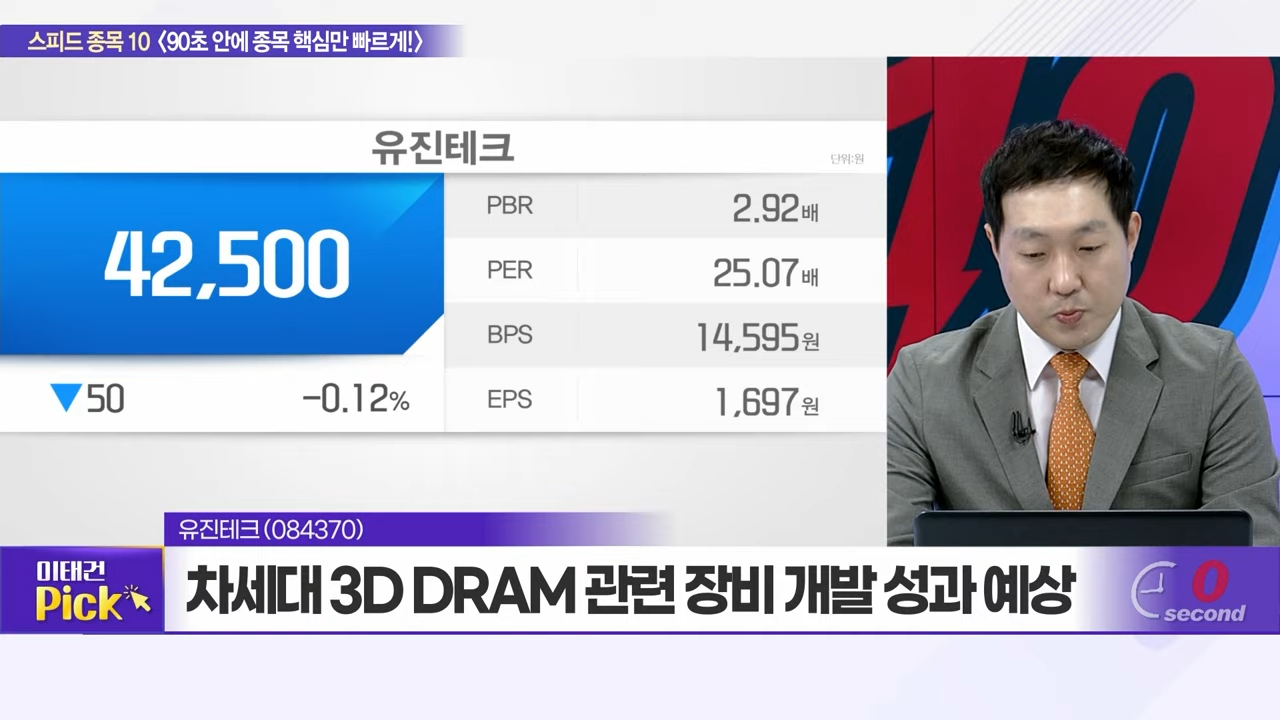 스피드 종목 10 〈90초 안에 종목 핵심만 빠르게!〉
유진테크
단위:원
42,500
▼50 -0.12%
PBR 2.92배
PER 25.07배
BPS 14,595원
EPS 1,697원
10
유진테크(084370)
이태건
Pick
차세대 3D DRAM 관련 장비 개발 성과 예상
0
second